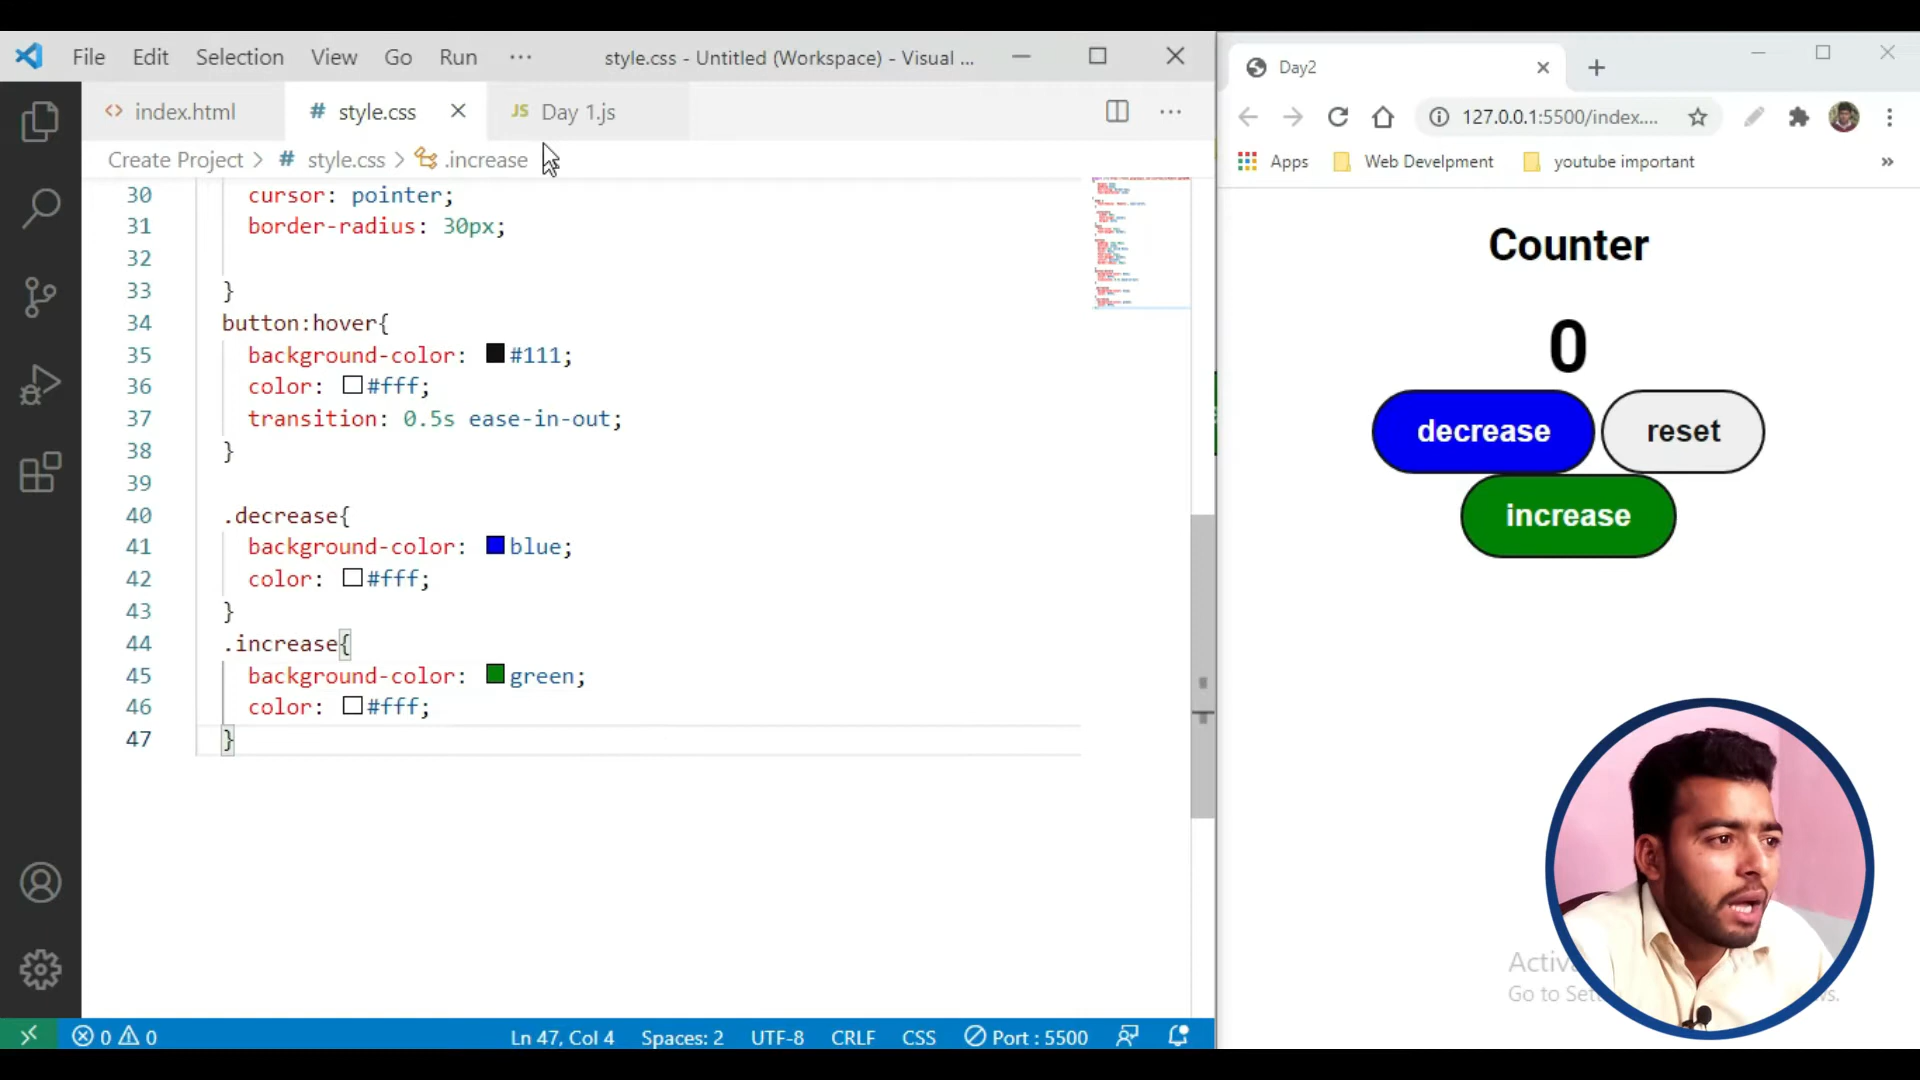 File Edit Selection View Go Run ··· style.css - Untitled (Workspace) - Visual ...
index.html # style.css JS Day 1.js
Create Project > # style.css > .increase
30 cursor: pointer;
31 border-radius: 30px;
32
33 }
34 button:hover{
35 background-color: #111;
36 color: #fff;
37 transition: 0.5s ease-in-out;
38 }
39
40 .decrease{
41 background-color: blue;
42 color: #fff;
43 }
44 .increase{
45 background-color: green;
46 color: #fff;
47 }
0 0 Ln 47, Col 4 Spaces: 2 UTF-8 CRLF CSS Port : 5500
Day2
127.0.0.1:5500/index....
Apps Web Develpment youtube important »
Counter
0
decrease reset
increase